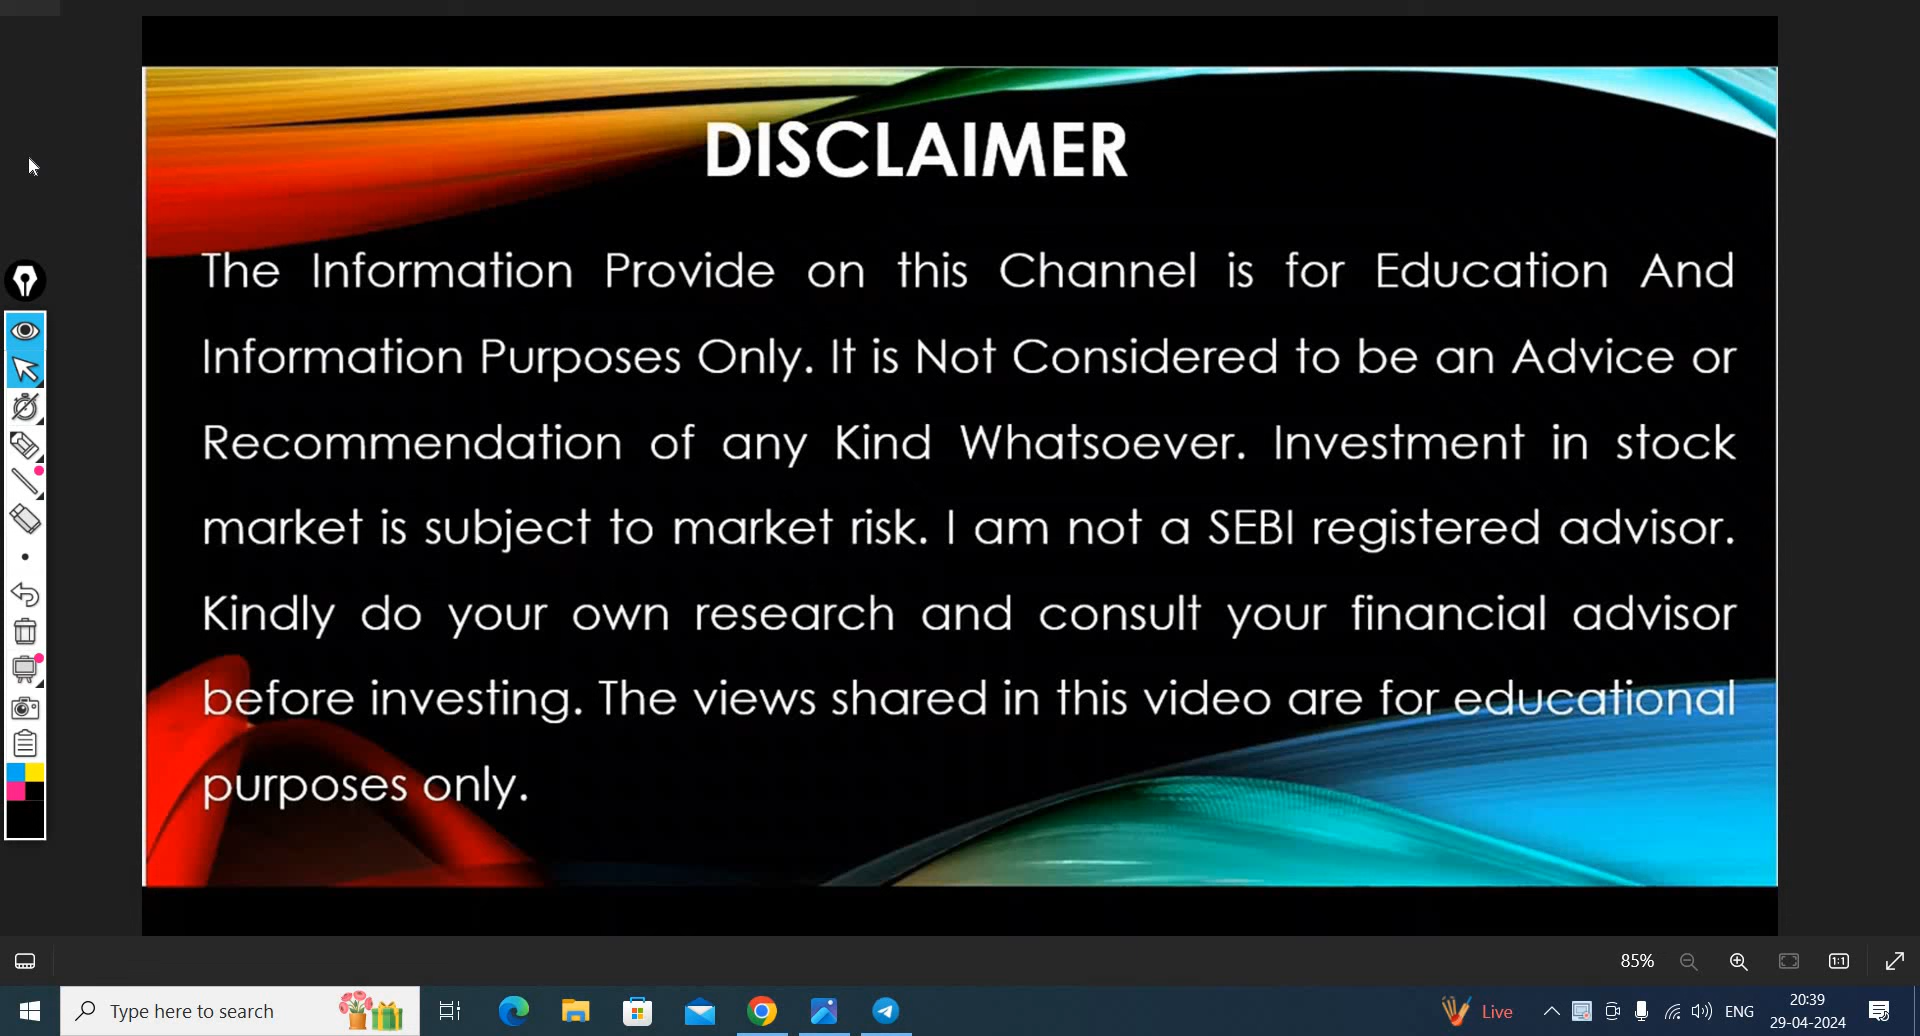 DISCLAIMER
The Information Provide on this Channel is for Education And
Information Purposes Only. It is Not Considered to be an Advice or
Recommendation of any Kind Whatsoever. Investment in stock
market is subject to market risk. I am not a SEBI registered advisor.
Kindly do your own research and consult your financial advisor
before investing. The views shared in this video are for educational
purposes only.
85%
1:1
Type here to search
Live
ENG
20:39
29-04-2024